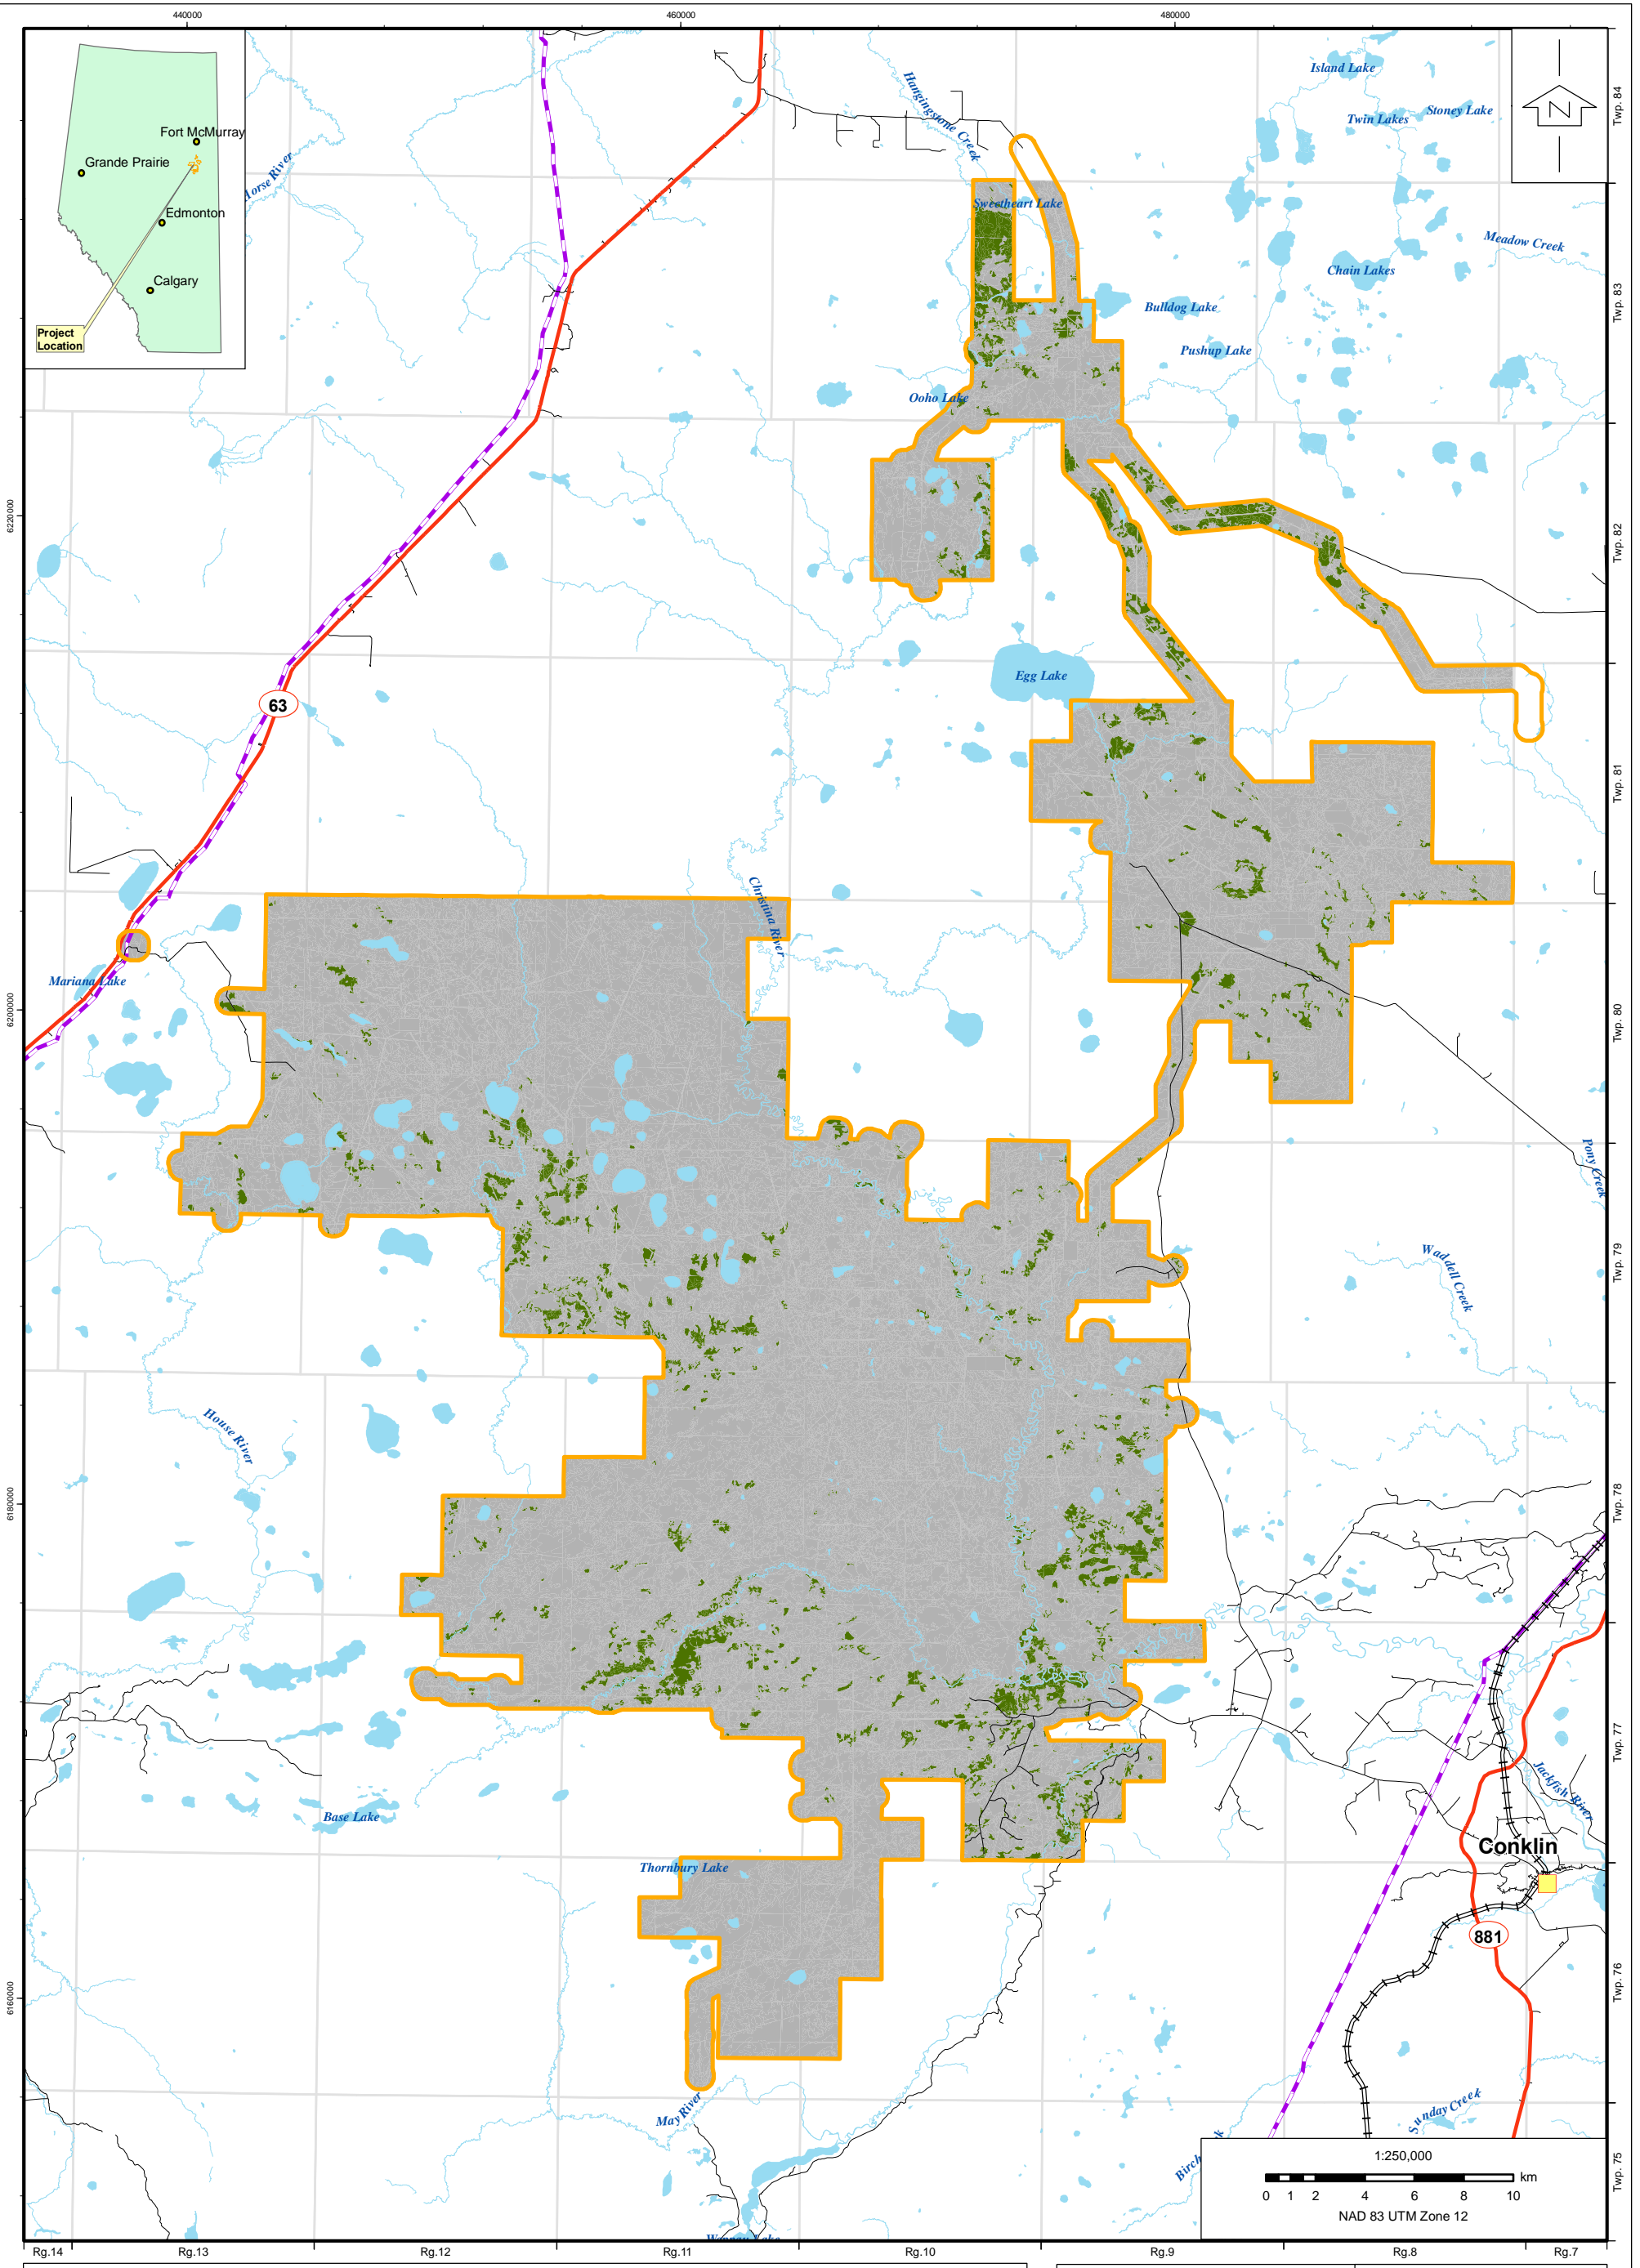 440000
460000
480000
Fort McMurray
Grande Prairie
Edmonton
Calgary
Project
Location
Hangingstone Creek
Island Lake
Twin Lakes
Stoney Lake
N
Twp. 84
Sweetheart Lake
Meadow Creek
Chain Lakes
Bulldog Lake
Pushup Lake
Twp. 83
Ooho Lake
6220000
Twp. 82
Egg Lake
63
Twp. 81
Christina River
Mariana Lake
6200000
Twp. 80
Pony Creek
Waddell Creek
Twp. 79
House River
6180000
Twp. 78
Twp. 77
Jackfish River
Base Lake
Conklin
Thornbury Lake
881
6160000
Twp. 76
May River
Sunday Creek
Birch
1:250,000
km
0 1 2 4 6 8 10
NAD 83 UTM Zone 12
Twp. 75
Rg.14 Rg.13 Rg.12 Rg.11 Rg.10 Rg.9 Rg.8 Rg.7